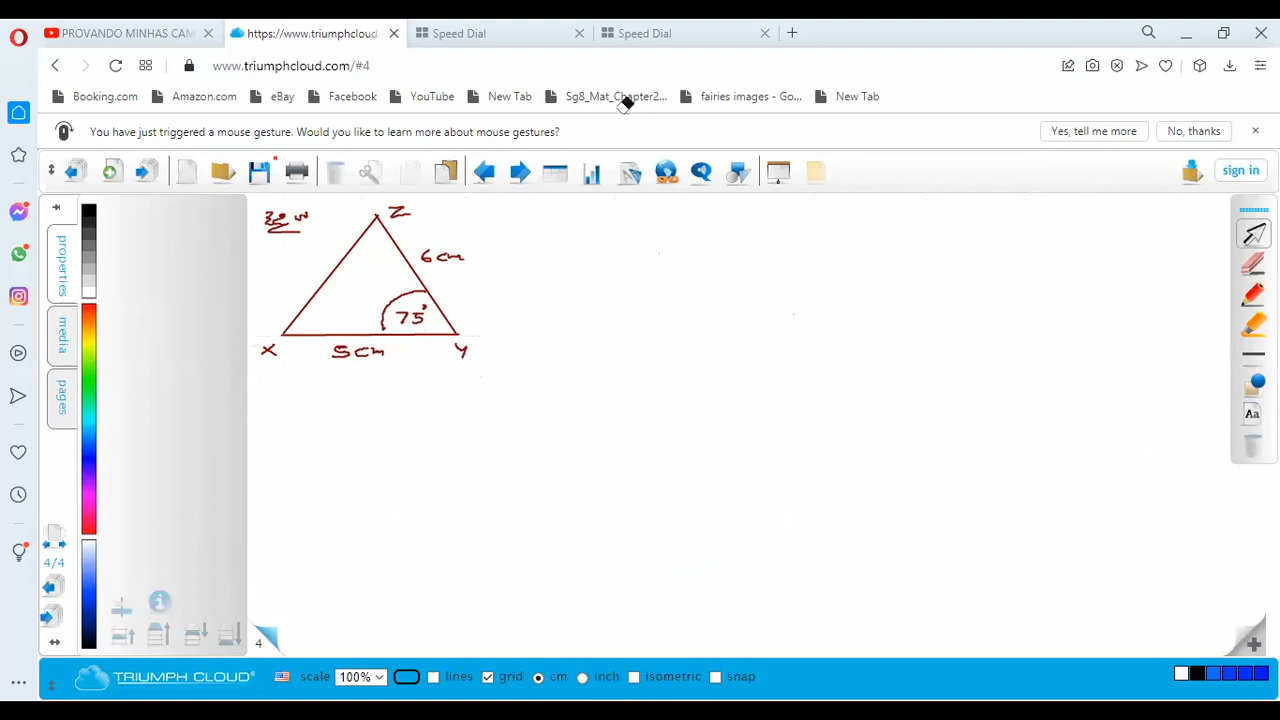 PROVANDO MINHAS CAM
https://www.triumphcloud.
Speed Dial
Speed Dial
www.triumphcloud.com/#4
Booking.com
Amazon.com
eBay
Facebook
YouTube
New Tab
Sg8_Mat_Chapter2...
fairies images - Go...
New Tab
You have just triggered a mouse gesture. Would you like to learn more about mouse gestures?
Yes, tell me more
No, thanks
sign in
properties
media
pages
4/4
Z
6cm
75°
X
5cm
Y
Aa
4
TRIUMPH CLOUD
scale
100%
lines
grid
cm
inch
isometric
snap